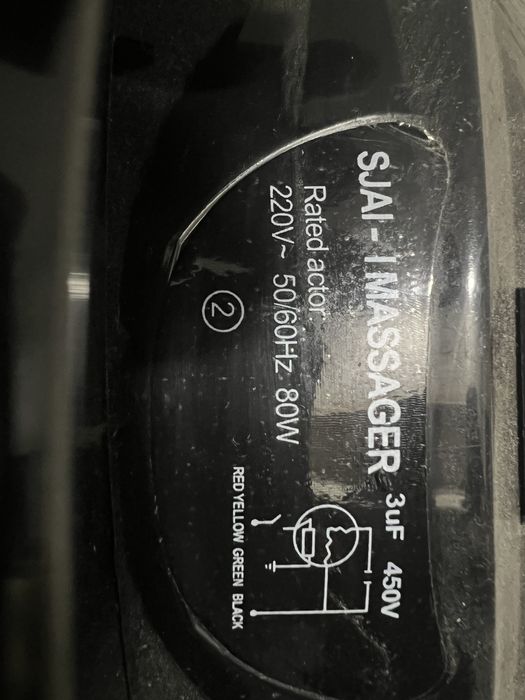 SJAI-I MASSAGER
3uF 450V
Rated actor:
220V~ 50/60Hz 80W
②
RED YELLOW GREEN BLACK